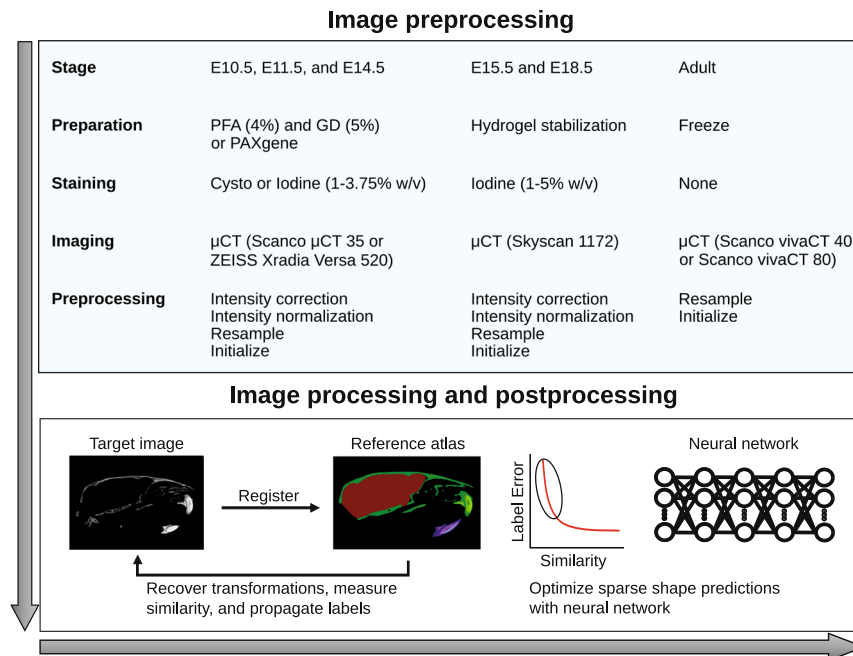 Image preprocessing
Stage E10.5, E11.5, and E14.5 E15.5 and E18.5 Adult
Preparation PFA (4%) and GD (5%) Hydrogel stabilization Freeze
or PAXgene
Staining Cysto or Iodine (1-3.75% w/v) Iodine (1-5% w/v) None
Imaging μCT (Scanco μCT 35 or μCT (Skyscan 1172) μCT (Scanco vivaCT 40
ZEISS Xradia Versa 520) or Scanco vivaCT 80)
Preprocessing Intensity correction Intensity correction Resample
Intensity normalization Intensity normalization Initialize
Resample Resample
Initialize Initialize
Image processing and postprocessing
Target image Reference atlas Neural network
Register
Label Error
Similarity
Recover transformations, measure
similarity, and propagate labels
Optimize sparse shape predictions
with neural network